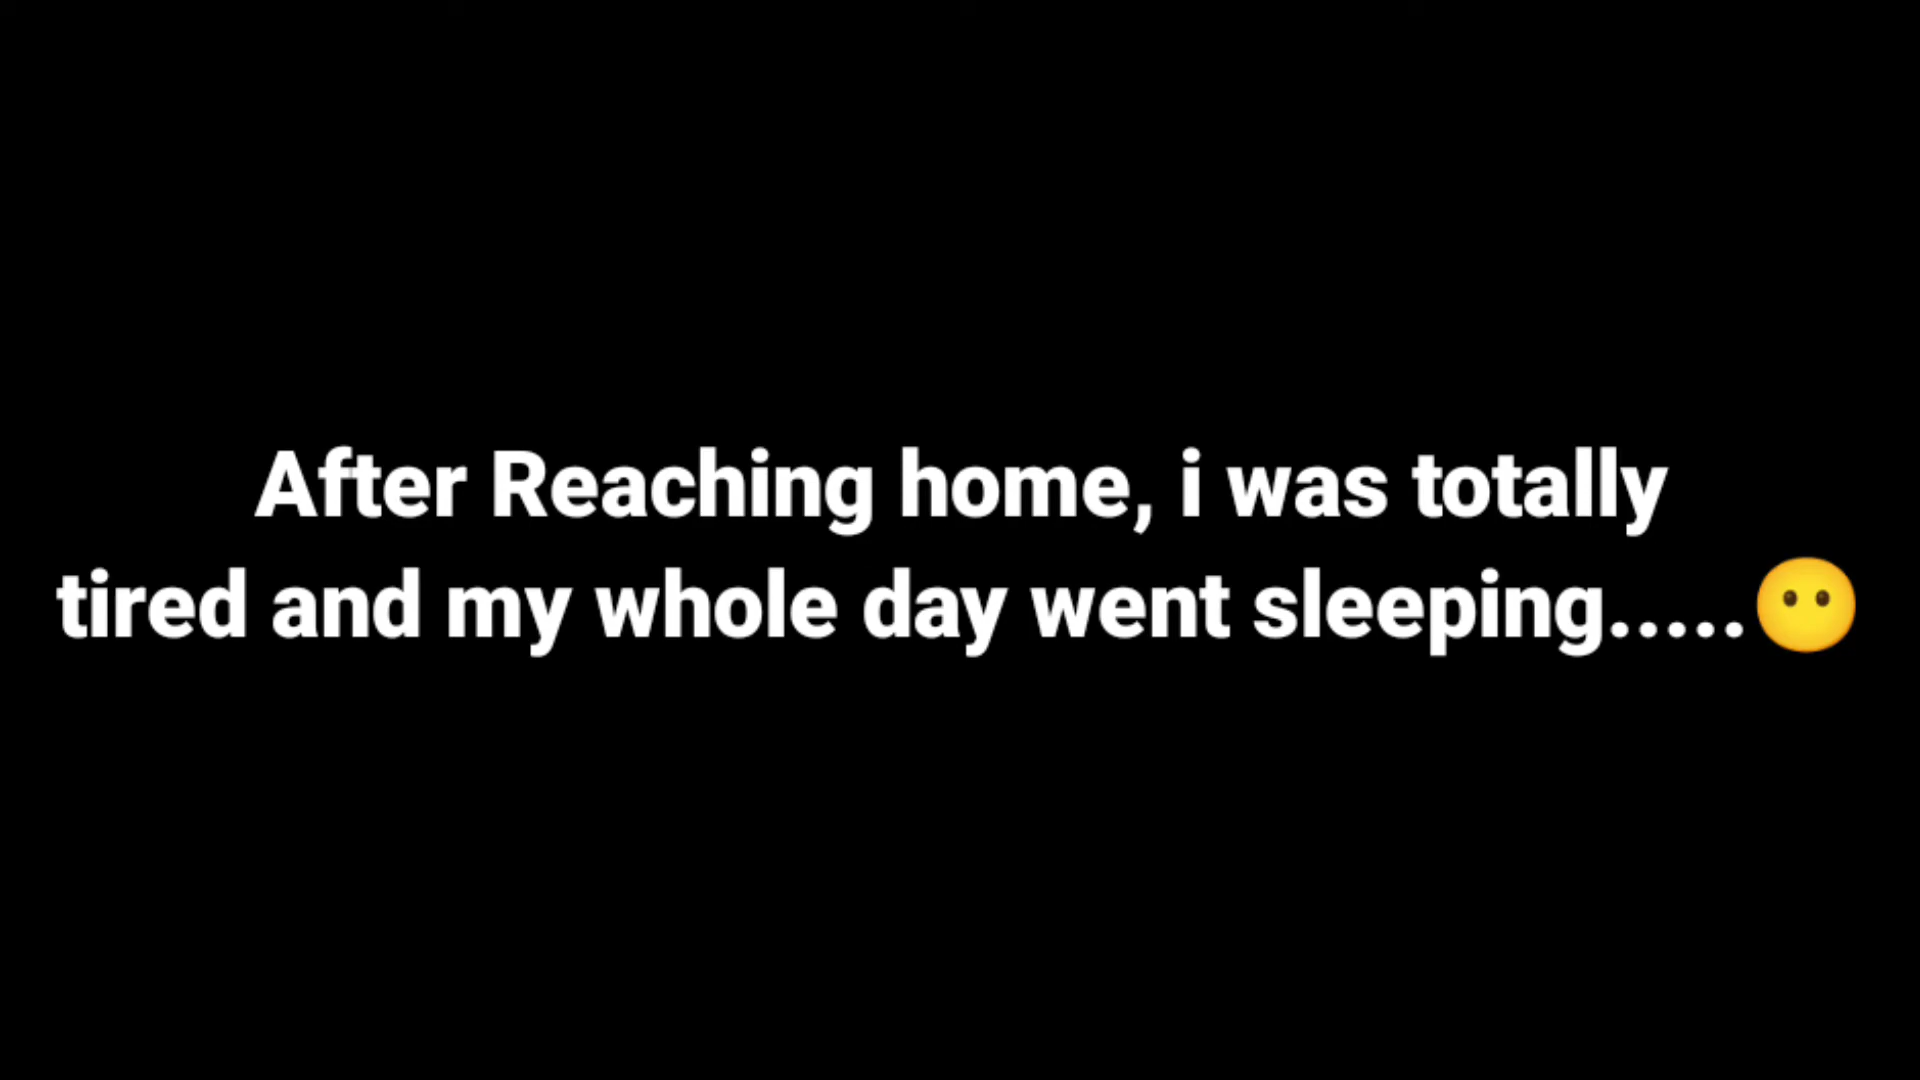 After Reaching home, i was totally
tired and my whole day went sleeping.....😶